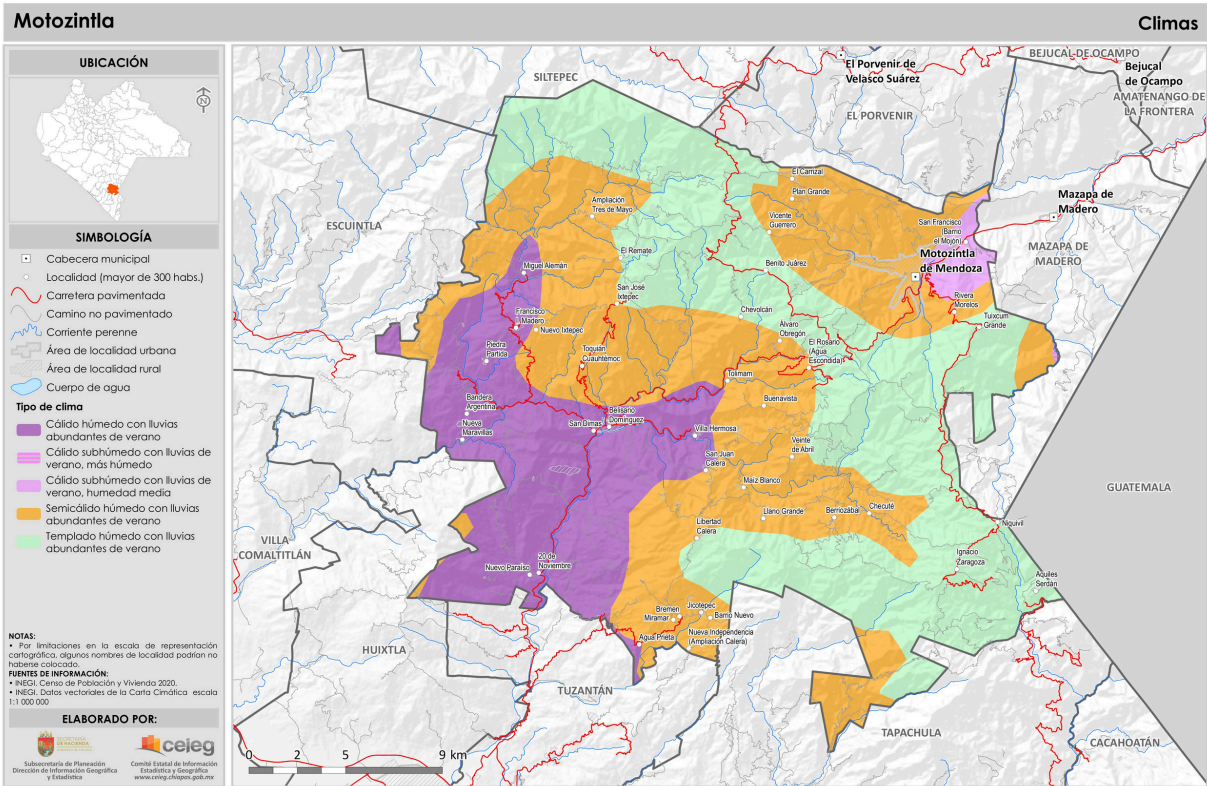 Motozintla
Climas
UBICACIÓN
N
SIMBOLOGÍA
Cabecera municipal
Localidad (mayor de 300 habs.)
Carretera pavimentada
Camino no pavimentado
Corriente perenne
Área de localidad urbana
Área de localidad rural
Cuerpo de agua
Tipo de clima
Cálido húmedo con lluvias
abundantes de verano
Cálido subhúmedo con lluvias de
verano, más húmedo
Cálido subhúmedo con lluvias de
verano, humedad media
Semicálido húmedo con lluvias
abundantes de verano
Templado húmedo con lluvias
abundantes de verano
NOTAS:
• Por limitaciones en la escala de representación
cartográfica, algunos nombres de localidad podrían no
haberse colocado.
FUENTES DE INFORMACIÓN:
• INEGI. Censo de Población y Vivienda 2020.
• INEGI. Datos vectoriales de la Carta Cimática escala
1:1 000 000
ELABORADO POR:
SECRETARÍA
DE HACIENDA
ceieg
Subsecretaría de Planeación
Dirección de Información Geográfica
y Estadística
Comité Estatal de Información
Estadística y Geográfica
www.ceieg.chiapas.gob.mx
El Porvenir de
Velasco Suárez
BEJUCAL DE OCAMPO
Bejucal
de Ocampo
AMATENANGO DE
LA FRONTERA
SILTEPEC
EL PORVENIR
El Carrizal
Plan Grande
Mazapa de
Madero
Ampliación
Tres de Mayo
Vicente
Guerrero
San Francisco
(Barrio
el Mojón)
ESCUINTLA
MAZAPA DE
MADERO
El Remate
Motozintla
de Mendoza
Miguel Alemán
Benito Juárez
San José
Ixtepec
Rivera
Morelos
Francisco
I. Madero
Nuevo Ixtepec
Chevolcán
Tuixcum
Grande
Álvaro
Obregón
El Rosario
(Agua
Escondida)
Piedra
Partida
Toquián
Cuauhtémoc
Tolimam
Bandera
Argentina
Buenavista
Belisario
Domínguez
Nueva
Maravillas
San Dimas
Villa Hermosa
Veinte
de Abril
San Juan
Calera
Maíz Blanco
GUATEMALA
Checuté
Llano Grande
Bernozábal
Libertad
Calera
Niquivil
VILLA
COMALTITLÁN
20 de
Noviembre
Nuevo Paraíso
Ignacio
Zaragoza
Aquiles
Serdán
Jicotepec
Bremen
Miramar
Barrio Nuevo
Agua Prieta
Nueva Independencia
(Ampliación Calera)
HUIXTLA
TUZANTÁN
TAPACHULA
CACAHOATÁN
0 2 5 9 km